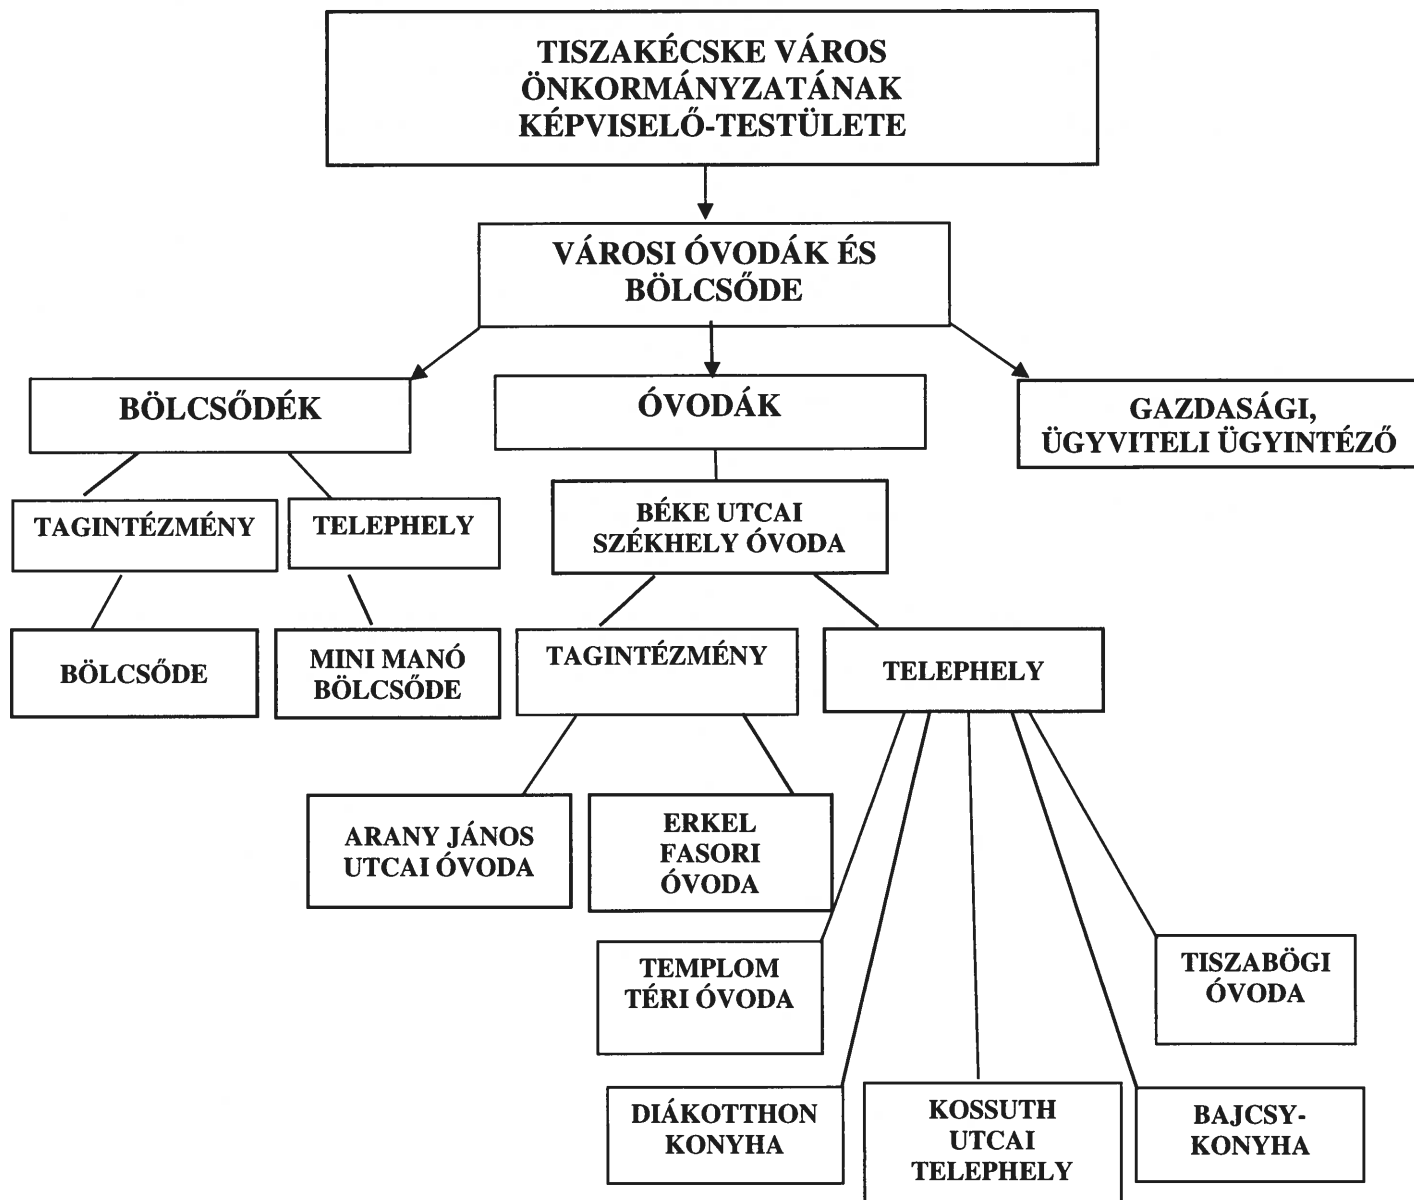 TISZAKÉCSKE VÁROS
ÖNKORMÁNYZATÁNAK
KÉPVISELŐ-TESTÜLETE
VÁROSI ÓVODÁK ÉS
BÖLCSŐDE
BÖLCSŐDÉK
ÓVODÁK
GAZDASÁGI,
ÜGYVITELI ÜGYINTÉZŐ
TAGINTÉZMÉNY
TELEPHELY
BÉKE UTCAI
SZÉKHELY ÓVODA
BÖLCSŐDE
MINI MANÓ
BÖLCSŐDE
TAGINTÉZMÉNY
TELEPHELY
ARANY JÁNOS
UTCAI ÓVODA
ERKEL
FASORI
ÓVODA
TEMPLOM
TÉRI ÓVODA
TISZABÖGI
ÓVODA
DIÁKOTTHON
KONYHA
KOSSUTH
UTCAI
TELEPHELY
BAJCSY-
KONYHA